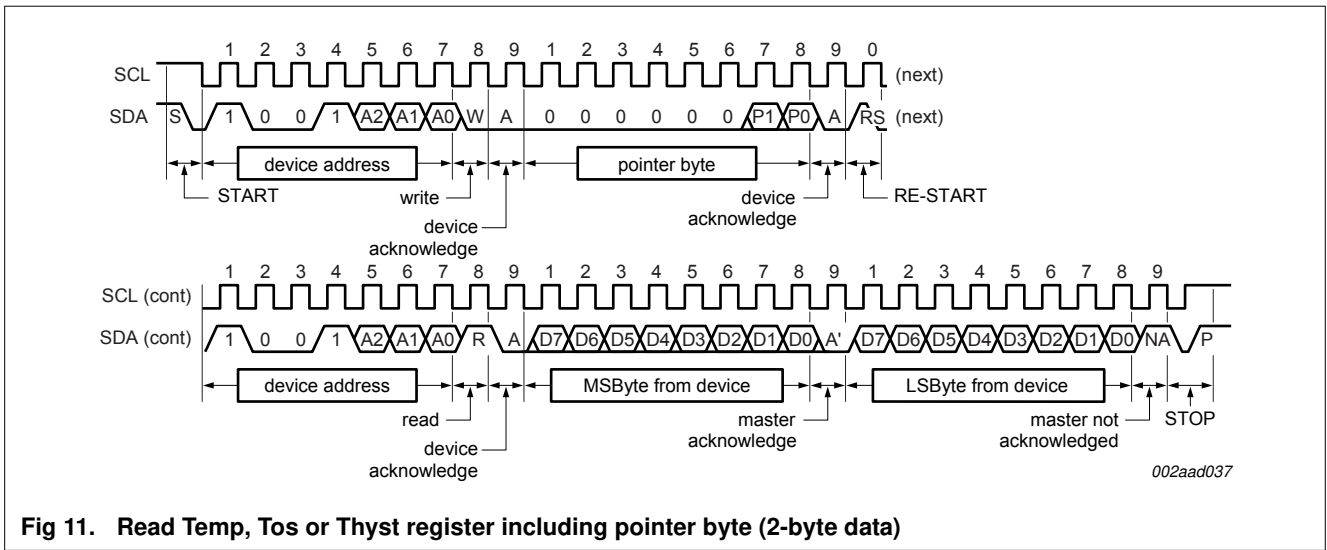 1 2 3 4 5 6 7 8 9 1 2 3 4 5 6 7 8 9 0
SCL (next)
SDA S 1 0 0 1 A2 A1 A0 W A 0 0 0 0 0 0 P1 P0 A RS (next)
device address pointer byte
START write device RE-START
acknowledge
device
acknowledge
1 2 3 4 5 6 7 8 9 1 2 3 4 5 6 7 8 9 1 2 3 4 5 6 7 8 9
SCL (cont)
SDA (cont) 1 0 0 1 A2 A1 A0 R A D7 D6 D5 D4 D3 D2 D1 D0 A' D7 D6 D5 D4 D3 D2 D1 D0 NA P
device address MSByte from device LSByte from device
read master master not STOP
acknowledge acknowledged
device
acknowledge
002aad037
Fig 11. Read Temp, Tos or Thyst register including pointer byte (2-byte data)